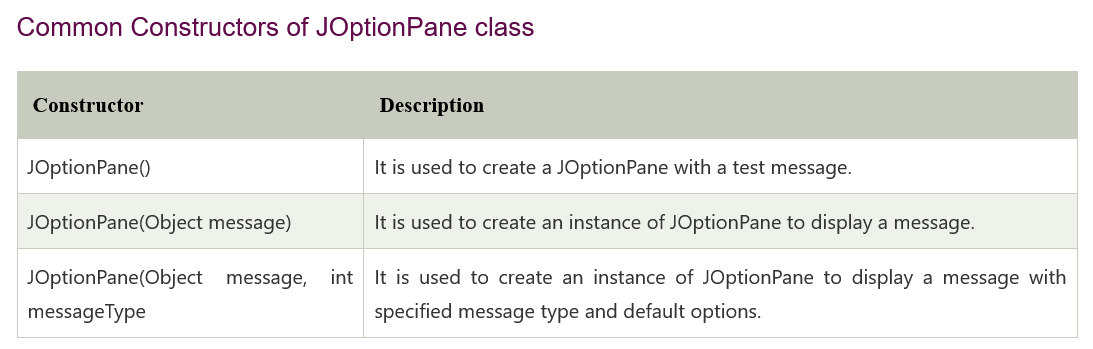 Common Constructors of JOptionPane class
Constructor Description
JOptionPane() It is used to create a JOptionPane with a test message.
JOptionPane(Object message) It is used to create an instance of JOptionPane to display a message.
JOptionPane(Object message, int
messageType
It is used to create an instance of JOptionPane to display a message with
specified message type and default options.